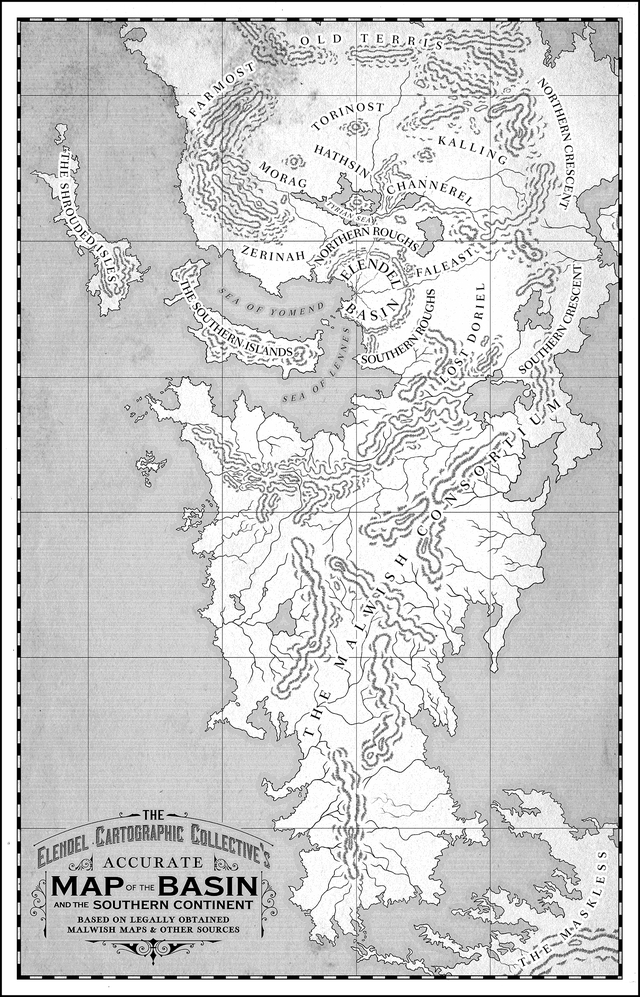 OLD TERRIS
FARMOST
NORTHERN CRESCENT
TORINOST
KALLING
HATHSIN
MORAG
CHANNEREL
THE SHROUDED ISLES
NORTHERN ROUGHS
ZERINAH
ELENDEL
BASIN
FALEAST
SEA OF YOMEND
THE SOUTHERN ISLANDS
SEA OF LENNES
SOUTHERN ROUGHS
LOST DORIEL
SOUTHERN CRESCENT
THE MALWISH CONSORTIUM
THE MASKLESS
THE
ELENDEL CARTOGRAPHIC COLLECTIVE'S
ACCURATE
MAP OF THE BASIN
AND THE SOUTHERN CONTINENT
BASED ON LEGALLY OBTAINED
MALWISH MAPS & OTHER SOURCES